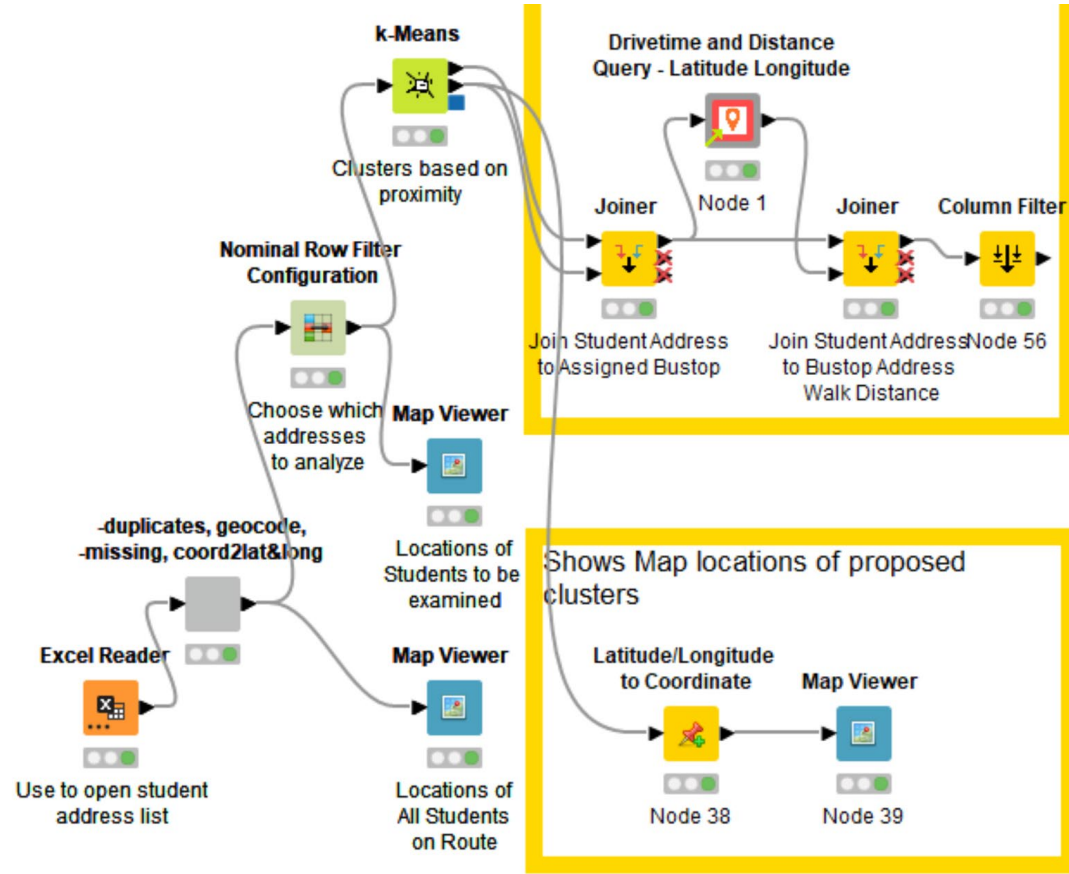 k-Means
Clusters based on
proximity
Drivetime and Distance
Query - Latitude Longitude
Node 1
Joiner
Join Student Address
to Assigned Bustop
Joiner
Join Student Address
to Bustop Address
Walk Distance
Column Filter
Node 56
Nominal Row Filter
Configuration
Choose which
addresses
to analyze
Map Viewer
Locations of
Students to be
examined
-duplicates, geocode,
-missing, coord2lat&long
Excel Reader
Use to open student
address list
Map Viewer
Locations of
All Students
on Route
Shows Map locations of proposed
clusters
Latitude/Longitude
to Coordinate
Node 38
Map Viewer
Node 39